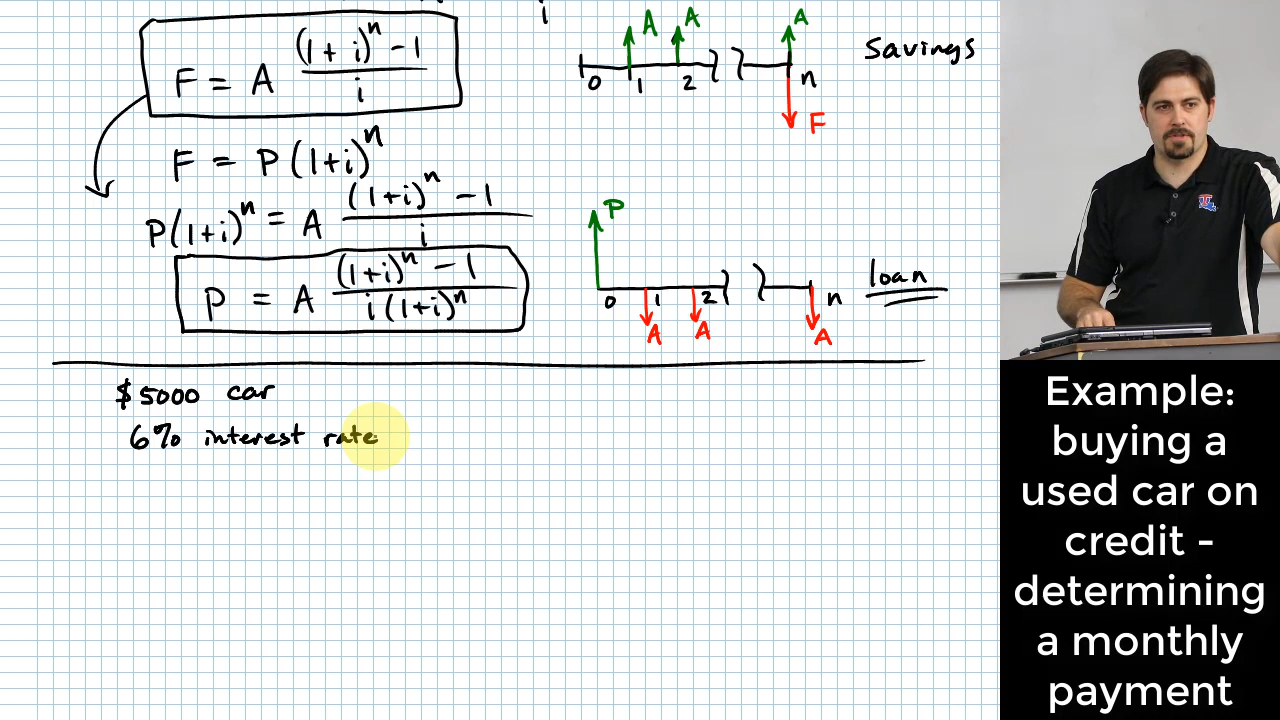 i
F = A ((1 + i)^n - 1) / i
A A A
0 1 2 n
F
Savings
F = P(1+i)^n
P(1+i)^n = A ((1+i)^n - 1) / i
P = A ((1+i)^n - 1) / (i(1+i)^n)
P
0 1 2 n
A A A
loan
$5000 car
6% interest rate
Example:
buying a
used car on
credit -
determining
a monthly
payment